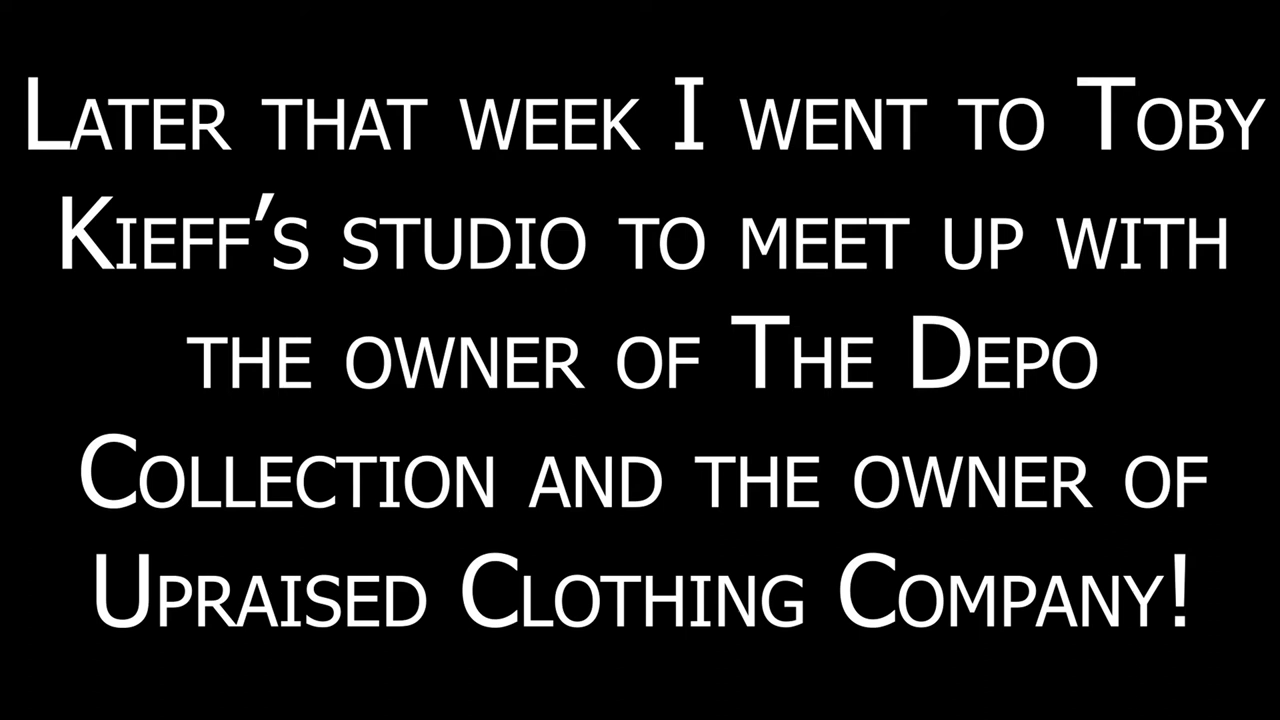 Later that week I went to Toby
Kieff’s studio to meet up with
the owner of The Depo
Collection and the owner of
Upraised Clothing Company!